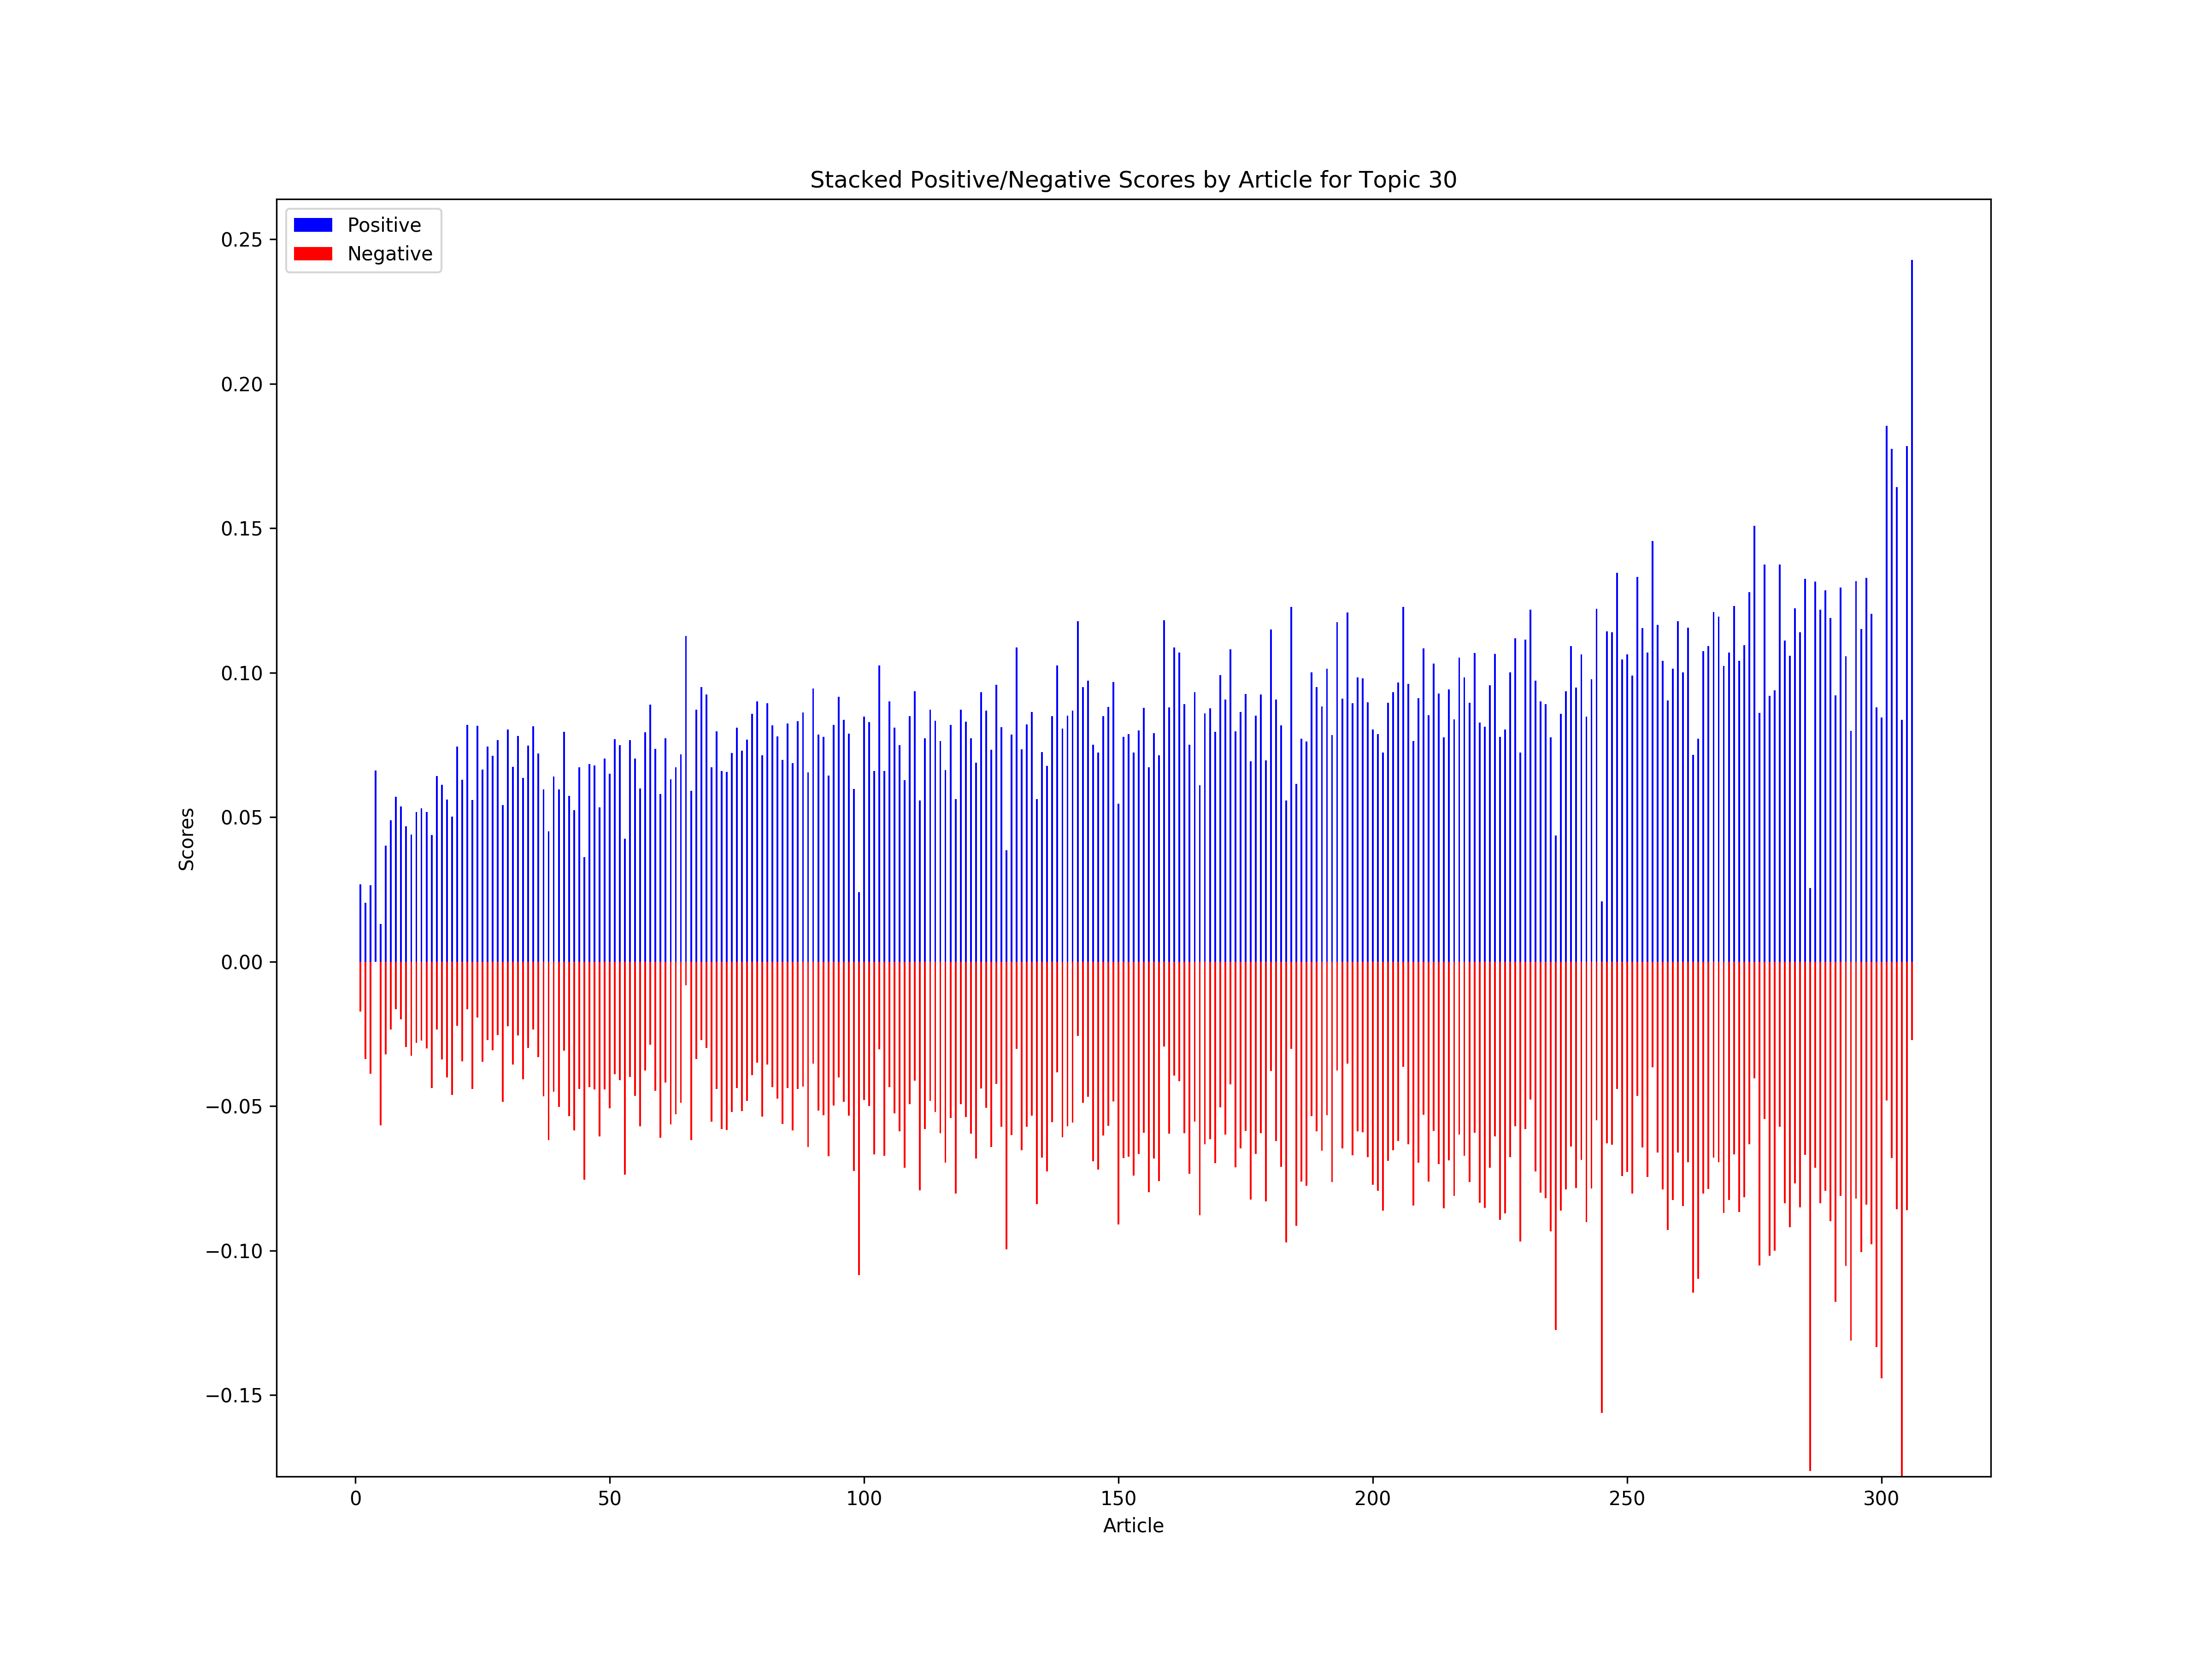 Stacked Positive/Negative Scores by Article for Topic 30
Positive
Negative
0.25
0.20
0.15
0.10
0.05
0.00
−0.05
−0.10
−0.15
Scores
0 50 100 150 200 250 300
Article